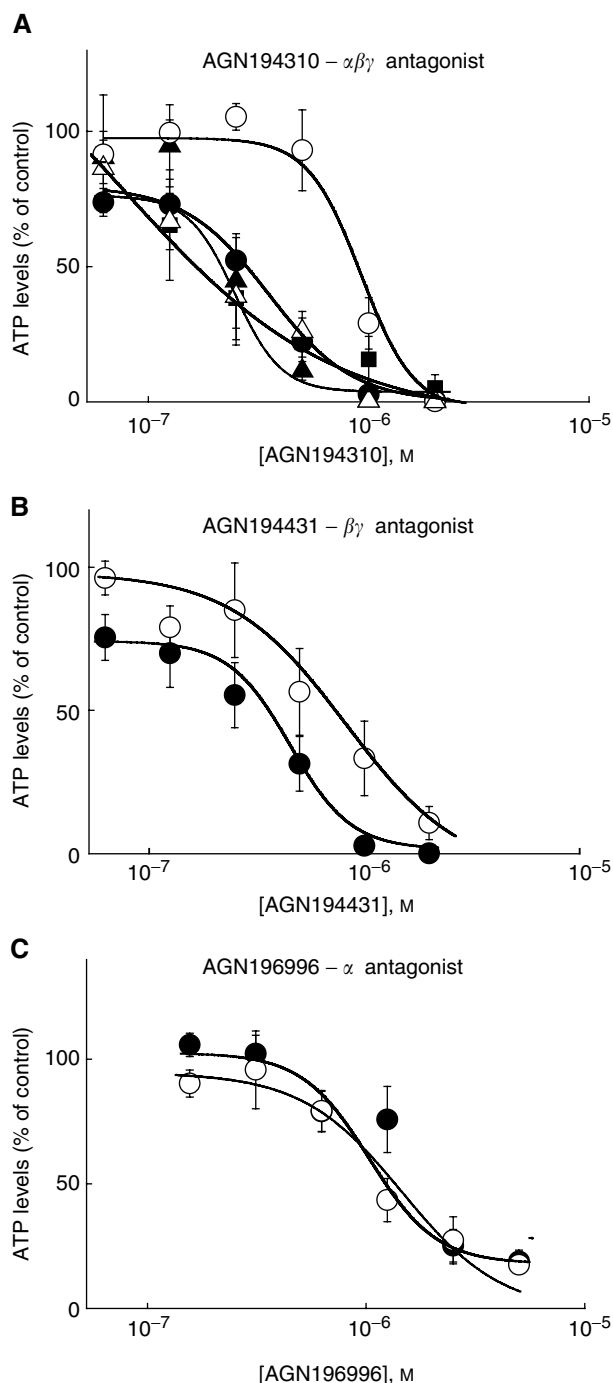 A
AGN194310 – αβγ antagonist
ATP levels (% of control)
100
50
0
10⁻⁷
10⁻⁶
10⁻⁵
[AGN194310], M
B
AGN194431 – βγ antagonist
ATP levels (% of control)
100
50
0
10⁻⁷
10⁻⁶
10⁻⁵
[AGN194431], M
C
AGN196996 – α antagonist
ATP levels (% of control)
100
50
0
10⁻⁷
10⁻⁶
10⁻⁵
[AGN196996], M